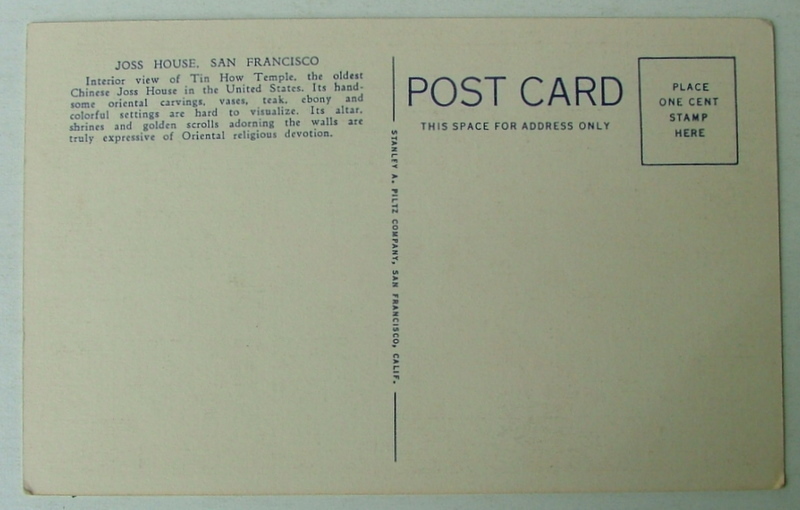 JOSS HOUSE, SAN FRANCISCO
Interior view of Tin How Temple, the oldest
Chinese Joss House in the United States. Its hand-
some oriental carvings, vases, teak, ebony and
colorful settings are hard to visualize. Its altar,
shrines and golden scrolls adorning the walls are
truly expressive of Oriental religious devotion.
STANLEY A. PILTZ COMPANY, SAN FRANCISCO, CALIF.
POST CARD
THIS SPACE FOR ADDRESS ONLY
PLACE
ONE CENT
STAMP
HERE